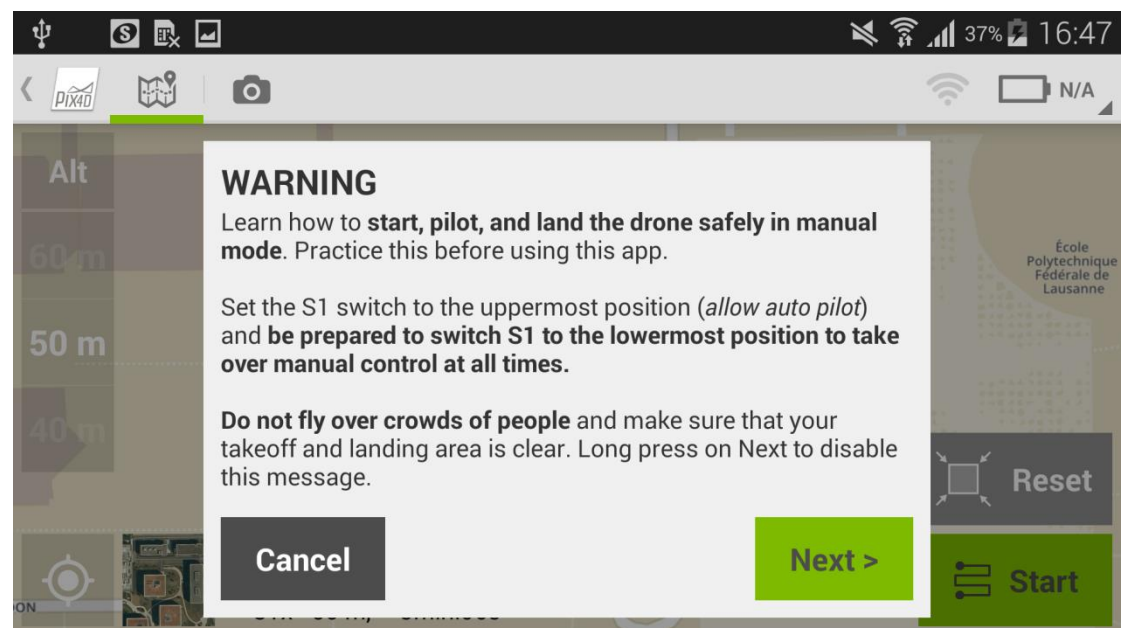 37% 16:47
PIX4D
N/A
Alt
60 m
50 m
40 m
WARNING
Learn how to start, pilot, and land the drone safely in manual
mode. Practice this before using this app.
Set the S1 switch to the uppermost position (allow auto pilot)
and be prepared to switch S1 to the lowermost position to take
over manual control at all times.
Do not fly over crowds of people and make sure that your
takeoff and landing area is clear. Long press on Next to disable
this message.
Cancel
Next >
École
Polytechnique
Fédérale de
Lausanne
Reset
Start
ON